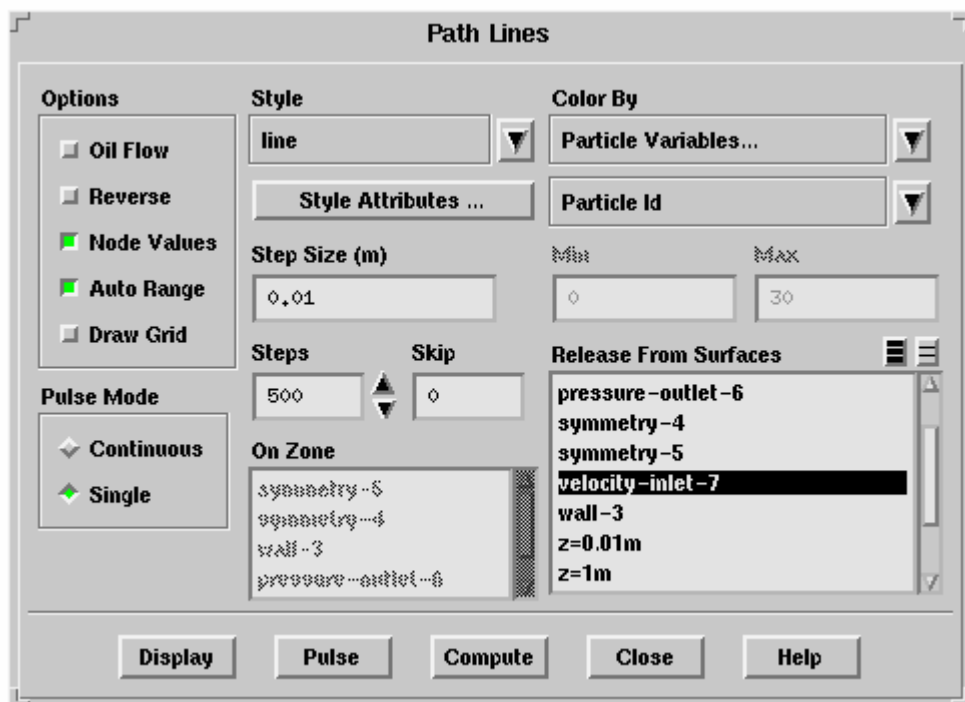 Path Lines
Options
Oil Flow
Reverse
Node Values
Auto Range
Draw Grid
Pulse Mode
Continuous
Single
Style
line
Style Attributes ...
Step Size (m)
0.01
Steps
500
Skip
0
On Zone
symmetry-5
symmetry-4
wall-3
pressure-outlet-6
Color By
Particle Variables...
Particle Id
Min
0
Max
30
Release From Surfaces
pressure-outlet-6
symmetry-4
symmetry-5
velocity-inlet-7
wall-3
z=0.01m
z=1m
Display
Pulse
Compute
Close
Help